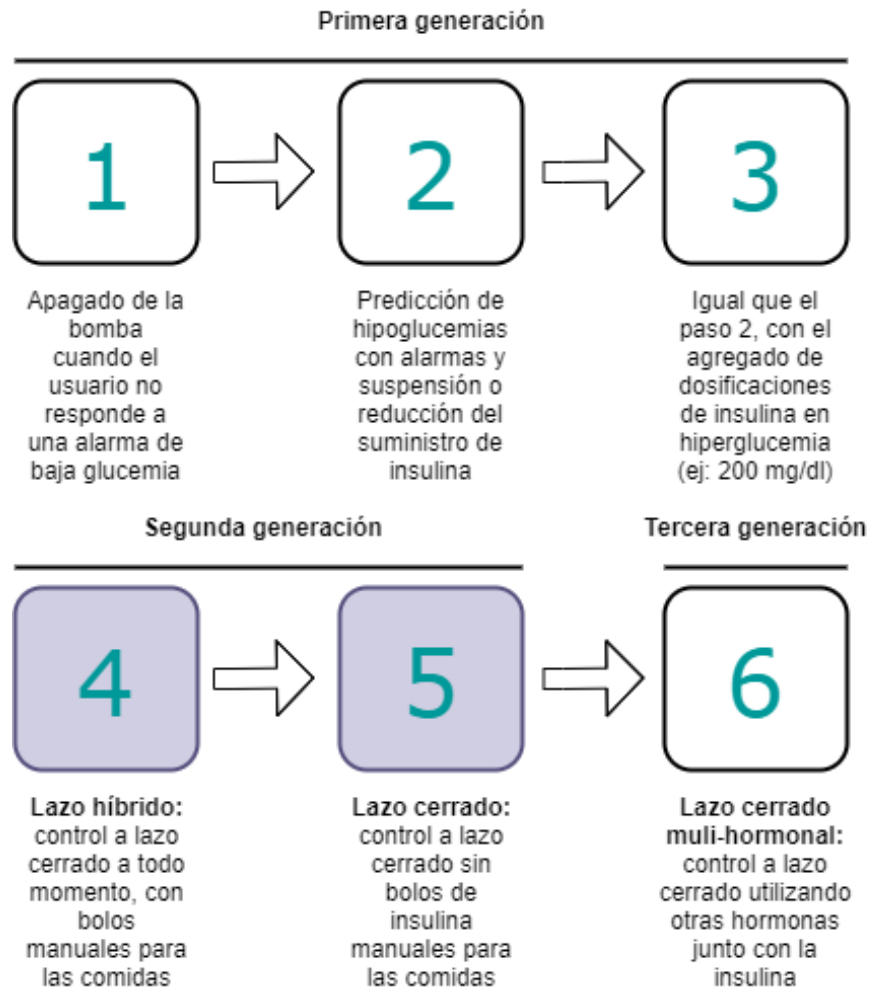 Primera generación
1
2
3
Apagado de la
bomba
cuando el
usuario no
responde a
una alarma de
baja glucemia
Predicción de
hipoglucemias
con alarmas y
suspensión o
reducción del
suministro de
insulina
Igual que el
paso 2, con el
agregado de
dosificaciones
de insulina en
hiperglucemia
(ej: 200 mg/dl)
Segunda generación
Tercera generación
4
5
6
Lazo híbrido:
control a lazo
cerrado a todo
momento, con
bolos
manuales para
las comidas
Lazo cerrado:
control a lazo
cerrado sin
bolos de
insulina
manuales para
las comidas
Lazo cerrado
muli-hormonal:
control a lazo
cerrado utilizando
otras hormonas
junto con la
insulina